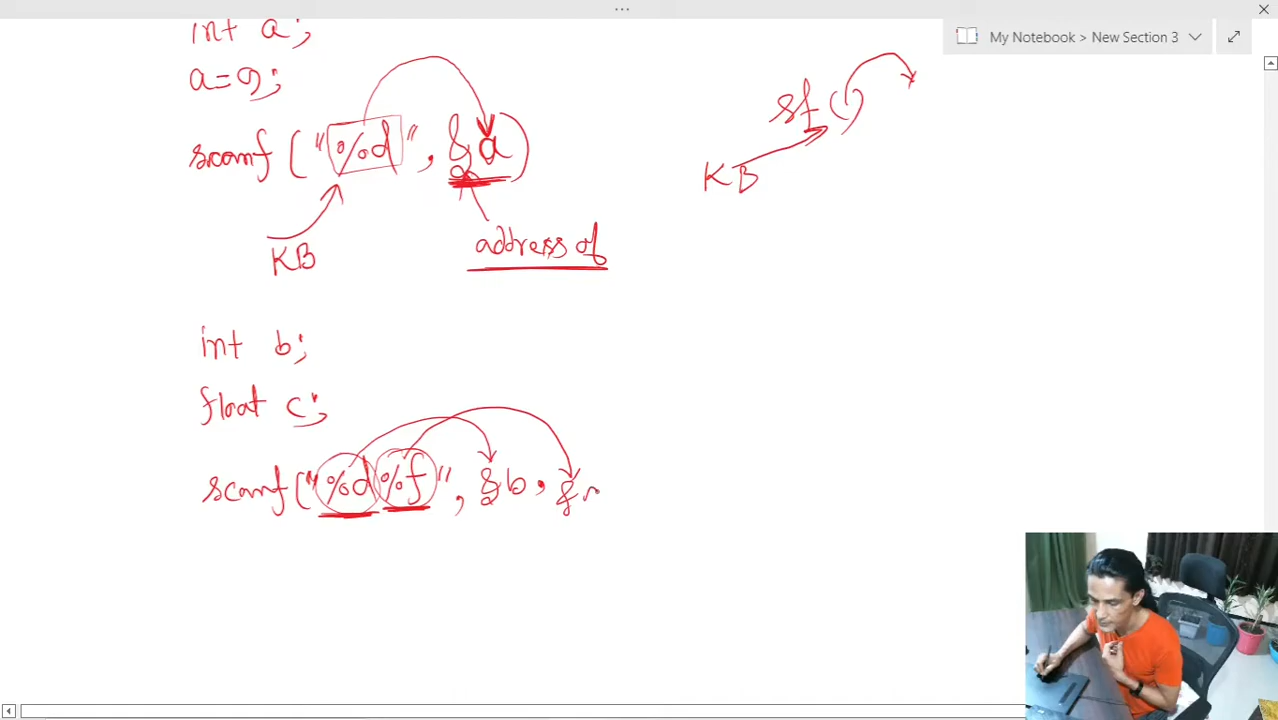 ...
My Notebook > New Section 3
int a;
a=9;
scanf ("%d", &a)
KB
address of
sf ()
KB
int b;
float c;
scanf ("%d %f", &b, &